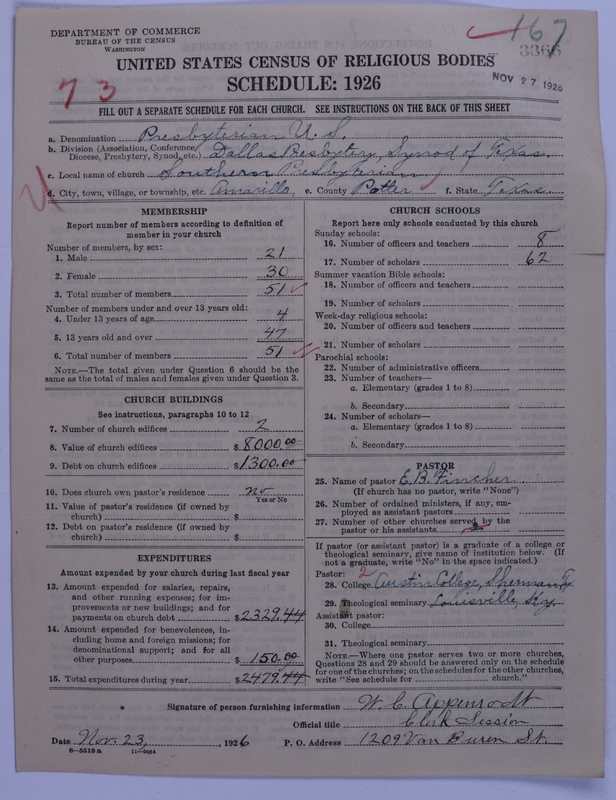 DEPARTMENT OF COMMERCE
BUREAU OF THE CENSUS
WASHINGTON
167
3366
UNITED STATES CENSUS OF RELIGIOUS BODIES
NOV 27 1926
SCHEDULE: 1926
73
FILL OUT A SEPARATE SCHEDULE FOR EACH CHURCH. SEE INSTRUCTIONS ON THE BACK OF THIS SHEET
a. Denomination Presbyterian U. S.
b. Division (Association, Conference, Diocese, Presbytery, Synod, etc.) Dallas Presbytery, Synod of Texas.
c. Local name of church Southern Presbyterian
d. City, town, village, or township, etc. Amarillo, e. County Potter f. State Texas
MEMBERSHIP
Report number of members according to definition of
member in your church
Number of members, by sex:
1. Male 21
2. Female 30
3. Total number of members 51
Number of members under and over 13 years old:
4. Under 13 years of age 4
5. 13 years old and over 47
6. Total number of members 51
NOTE.—The total given under Question 6 should be
same as the total of males and females given under Question 3.
CHURCH BUILDINGS
See instructions, paragraphs 10 to 12
7. Number of church edifices 2
8. Value of church edifices $8000.00
9. Debt on church edifices $1300.00
10. Does church own pastor's residence no
Yes or No
11. Value of pastor's residence (if owned by
church) $
12. Debt on pastor's residence (if owned by
church) $
EXPENDITURES
Amount expended by your church during last fiscal year
13. Amount expended for salaries, repairs,
and other running expenses; for im-
provements or new buildings; and for
payments on church debt $2329.44
14. Amount expended for benevolences, in-
cluding home and foreign missions; for
denominational support; and for all
other purposes $150.00
15. Total expenditures during year $2479.44
CHURCH SCHOOLS
Report here only schools conducted by this church
Sunday schools:
16. Number of officers and teachers 8
17. Number of scholars 62
Summer vacation Bible schools:
18. Number of officers and teachers
19. Number of scholars
Week-day religious schools:
20. Number of officers and teachers
21. Number of scholars
Parochial schools:
22. Number of administrative officers
23. Number of teachers—
a. Elementary (grades 1 to 8)
b. Secondary
24. Number of scholars—
a. Elementary (grades 1 to 8)
b. Secondary
PASTOR
25. Name of pastor E. B. Fincher
(If church has no pastor, write "None")
26. Number of ordained ministers, if any, em-
ployed as assistant pastors
27. Number of other churches served by the
pastor or his assistants
If pastor (or assistant pastor) is a graduate of a college or
theological seminary, give name of institution below. (If
not a graduate, write "No" in the space indicated.)
Pastor: 2
28. College Austin College, Sherman Tx
29. Theological seminary Louisville, Ky.
Assistant pastor:
30. College
31. Theological seminary
NOTE.—Where one pastor serves two or more churches,
Questions 28 and 29 should be answered only on the schedule
for one of the churches; on the schedules for the other churches,
write "See schedule for church."
Signature of person furnishing information W. C. Appenrodt
Official title Clerk Session
Date Nov. 23, , 1926 P. O. Address 1209 Van Buren St.
8-5518a 11-9054